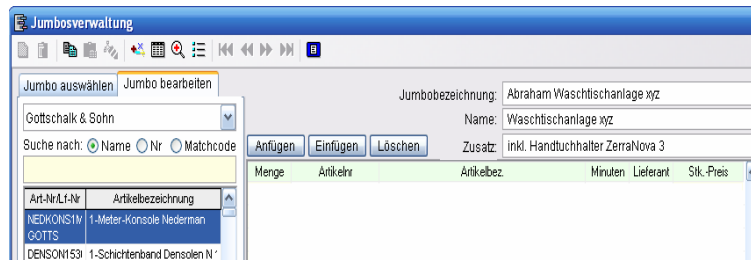 Jumbosverwaltung
Jumbo auswählen
Jumbo bearbeiten
Gottschalk & Sohn
Suche nach:
Name
Nr
Matchcode
Jumbobezeichnung:
Abraham Waschtischanlage xyz
Name:
Waschtischanlage xyz
Anfügen
Einfügen
Löschen
Zusatz:
inkl. Handtuchhalter ZerraNova 3
Menge
Artikelnr
Artikelbez.
Minuten
Lieferant
Stk.-Preis
Art-Nr/Lf-Nr
Artikelbezeichnung
NEDKONS1M
1-Meter-Konsole Nederman
GOTTS
DENSON153
1-Schichtenband Densolen N